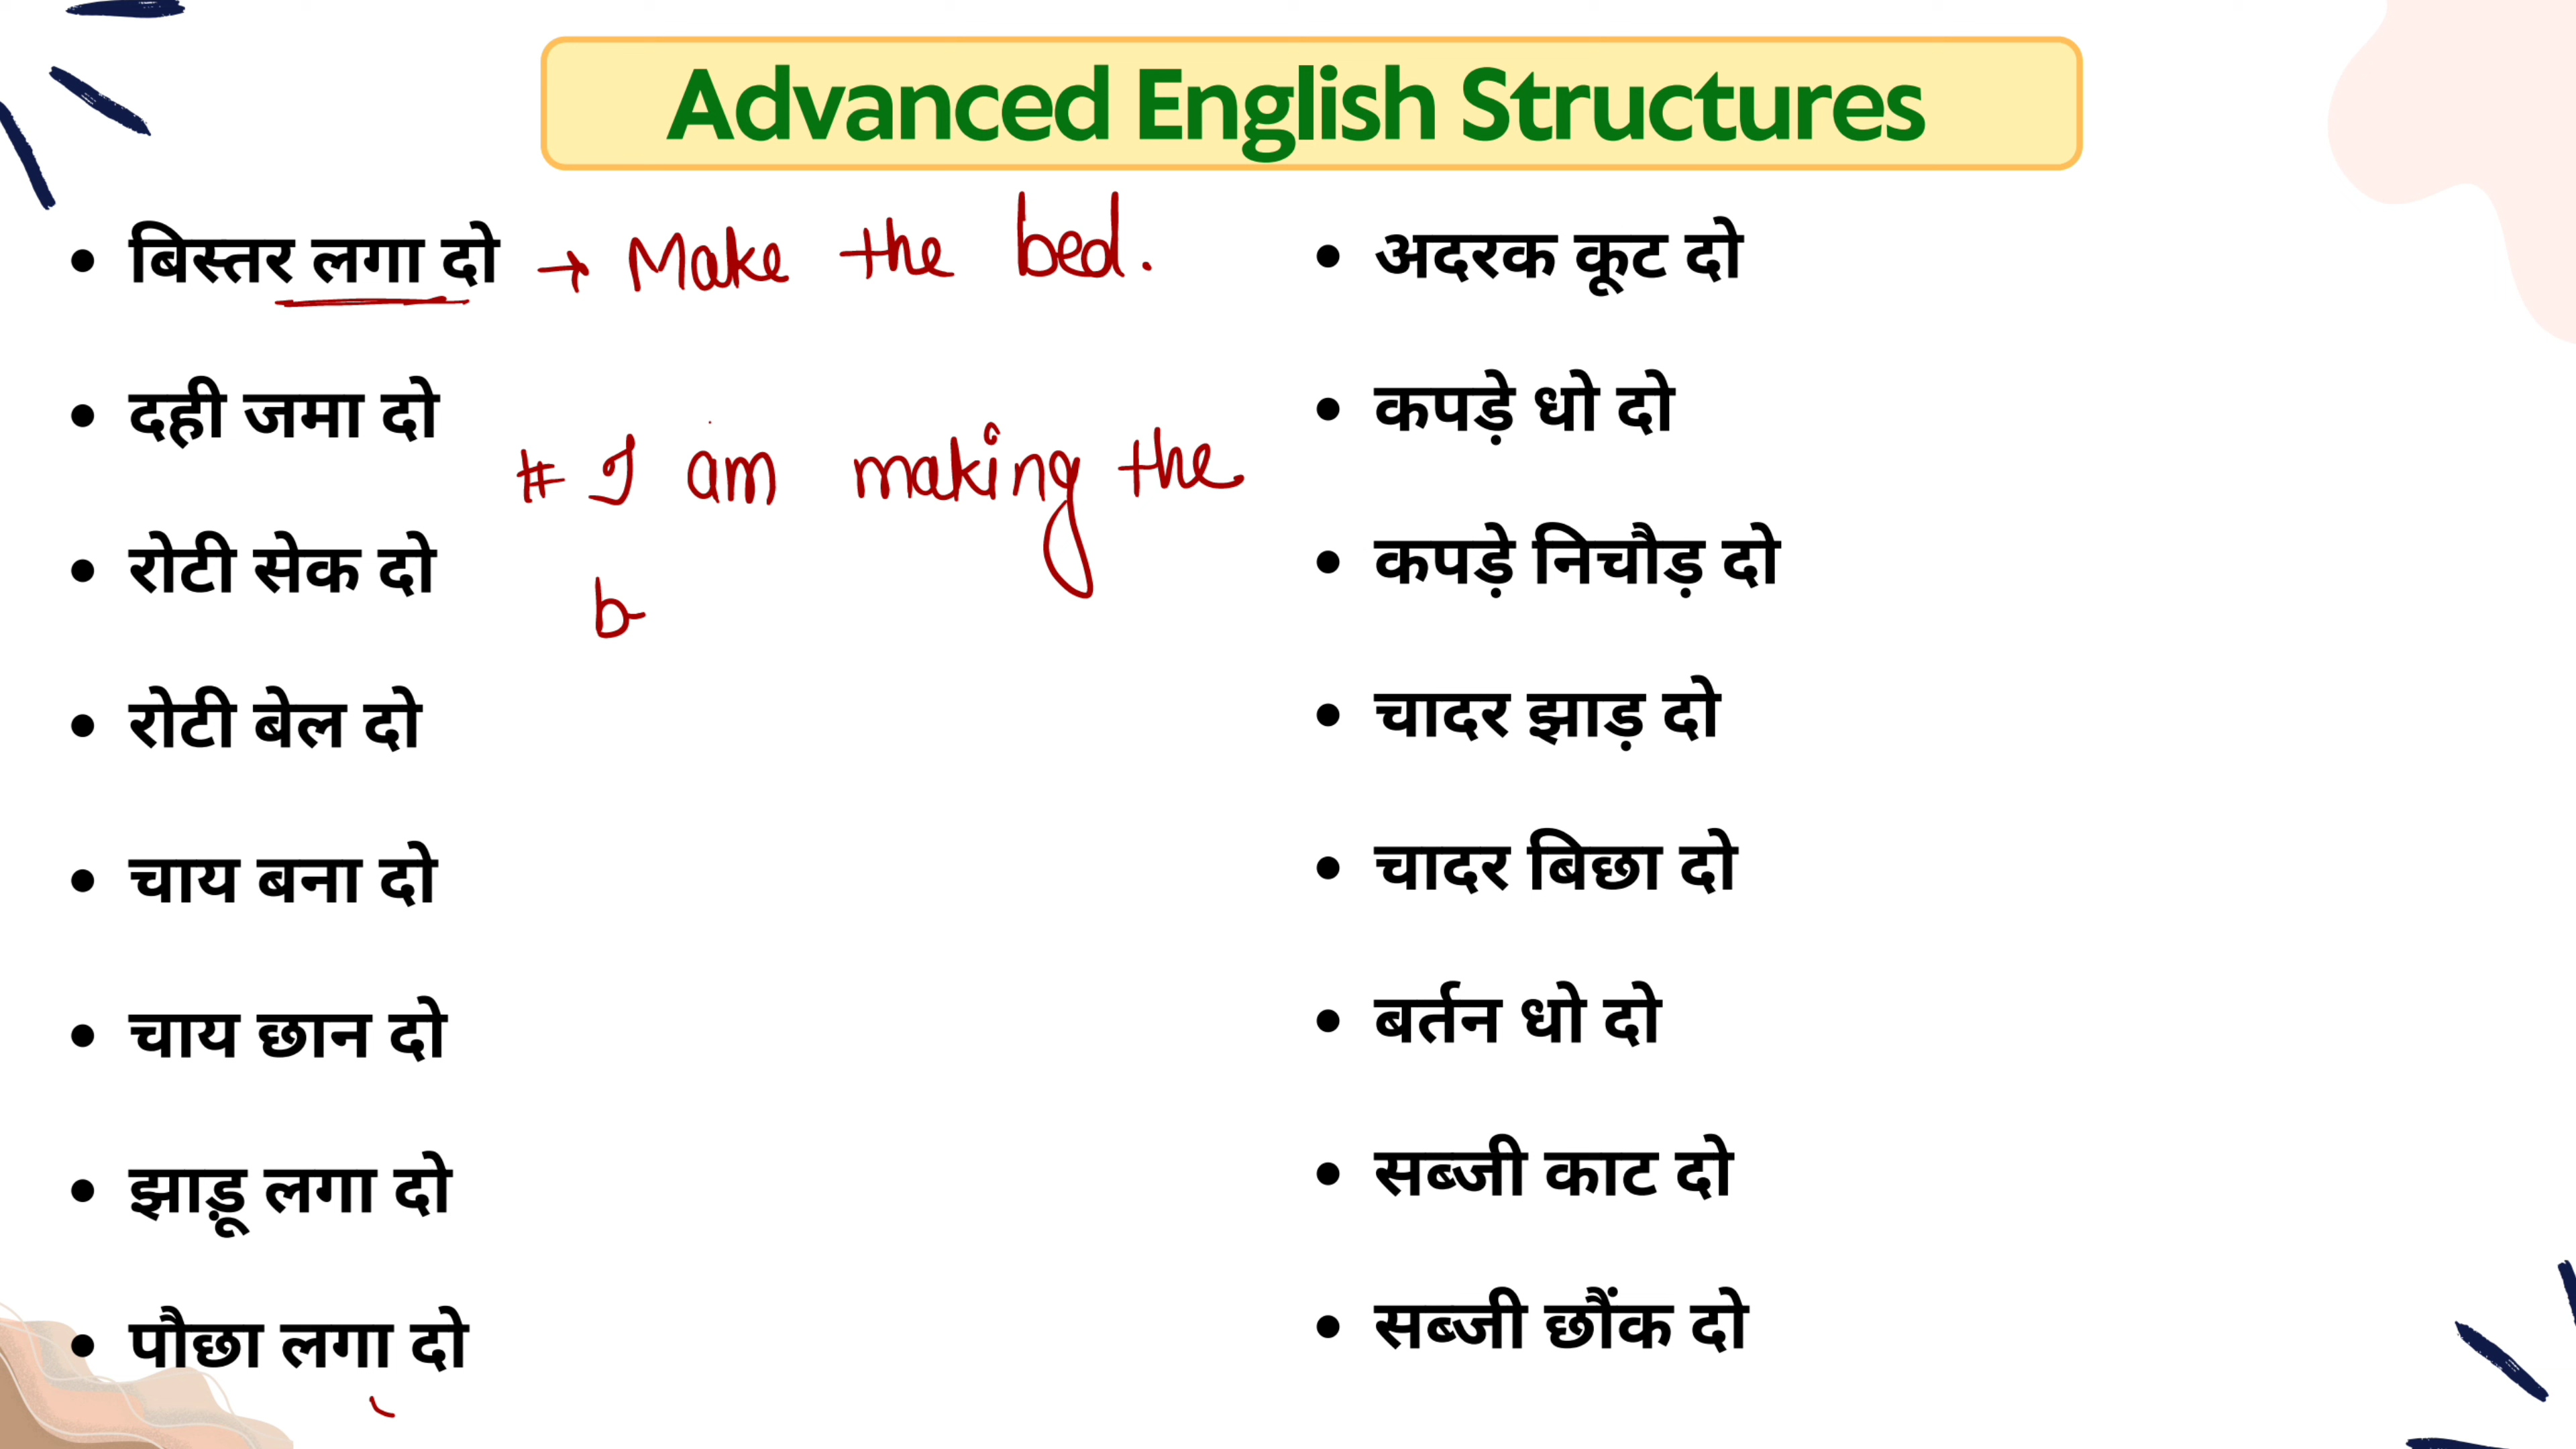 Advanced English Structures
• बिस्तर लगा दो → Make the bed.
• दही जमा दो
# I am making the
b
• रोटी सेक दो
• रोटी बेल दो
• चाय बना दो
• चाय छान दो
• झाड़ू लगा दो
• पौछा लगा दो
• अदरक कूट दो
• कपड़े धो दो
• कपड़े निचौड़ दो
• चादर झाड़ दो
• चादर बिछा दो
• बर्तन धो दो
• सब्जी काट दो
• सब्जी छौंक दो